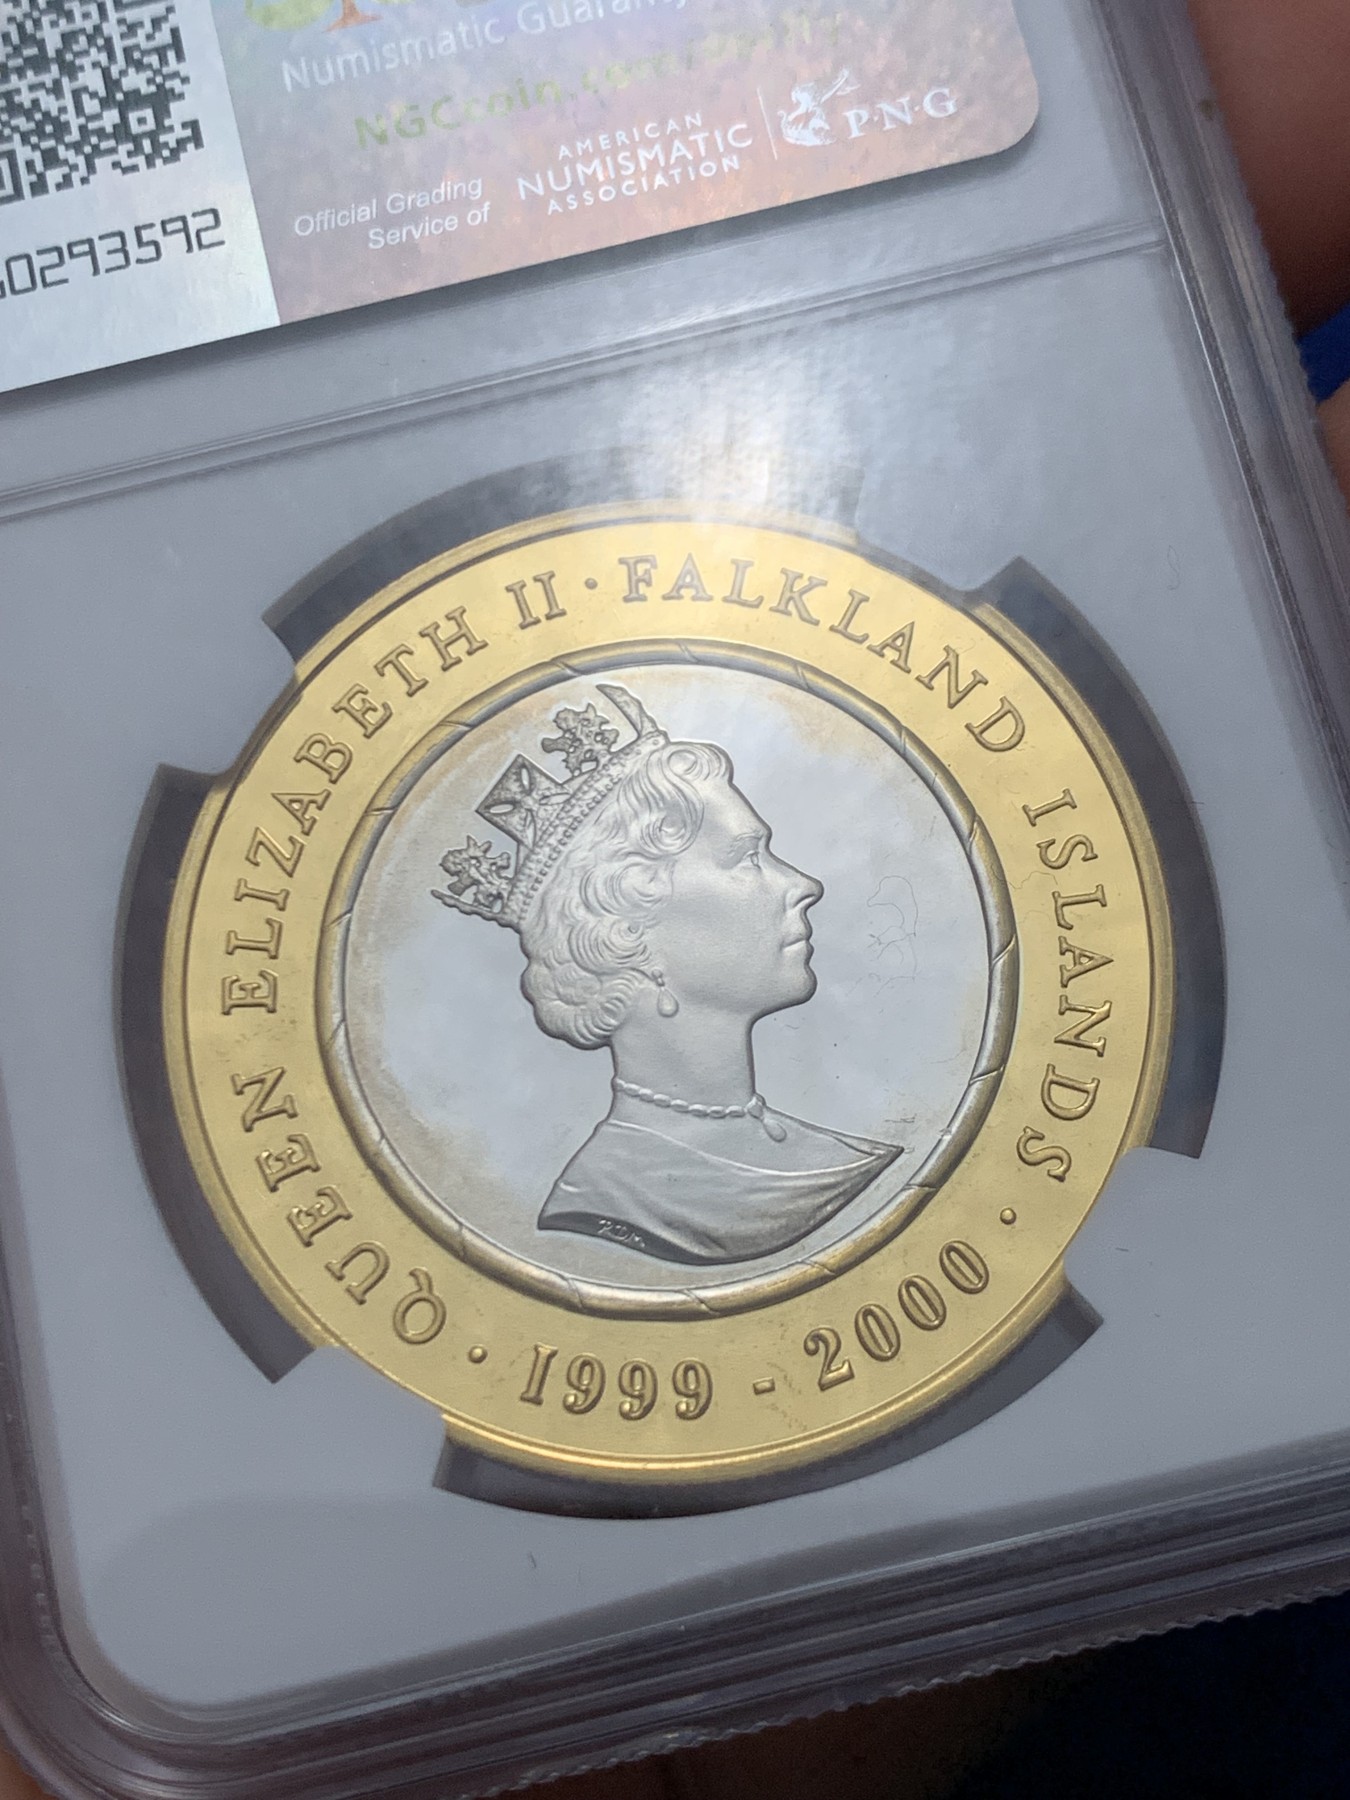 Numismatic Guaranty
NGCcoin.com
Official Grading
Service of
AMERICAN
NUMISMATIC
ASSOCIATION
P·N·G
60293592
QUEEN ELIZABETH II · FALKLAND ISLANDS ·
· 1999 - 2000
RDM